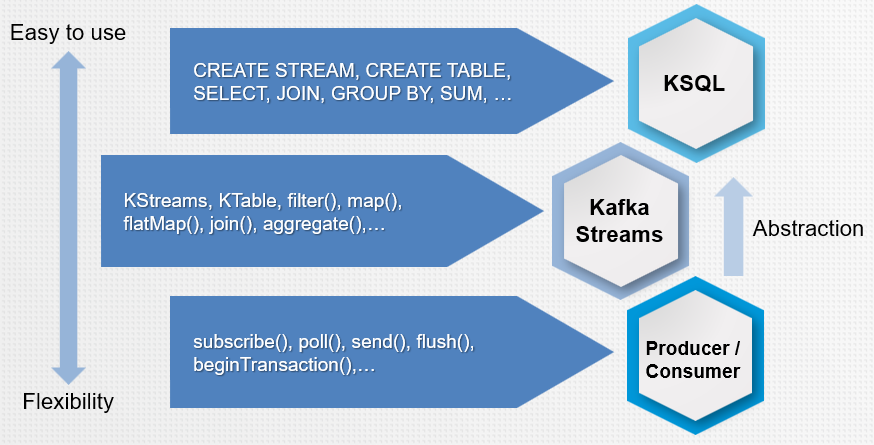 Easy to use
CREATE STREAM, CREATE TABLE,
SELECT, JOIN, GROUP BY, SUM, …
KSQL
KStreams, KTable, filter(), map(),
flatMap(), join(), aggregate(),…
Kafka
Streams
Abstraction
subscribe(), poll(), send(), flush(),
beginTransaction(),…
Producer /
Consumer
Flexibility